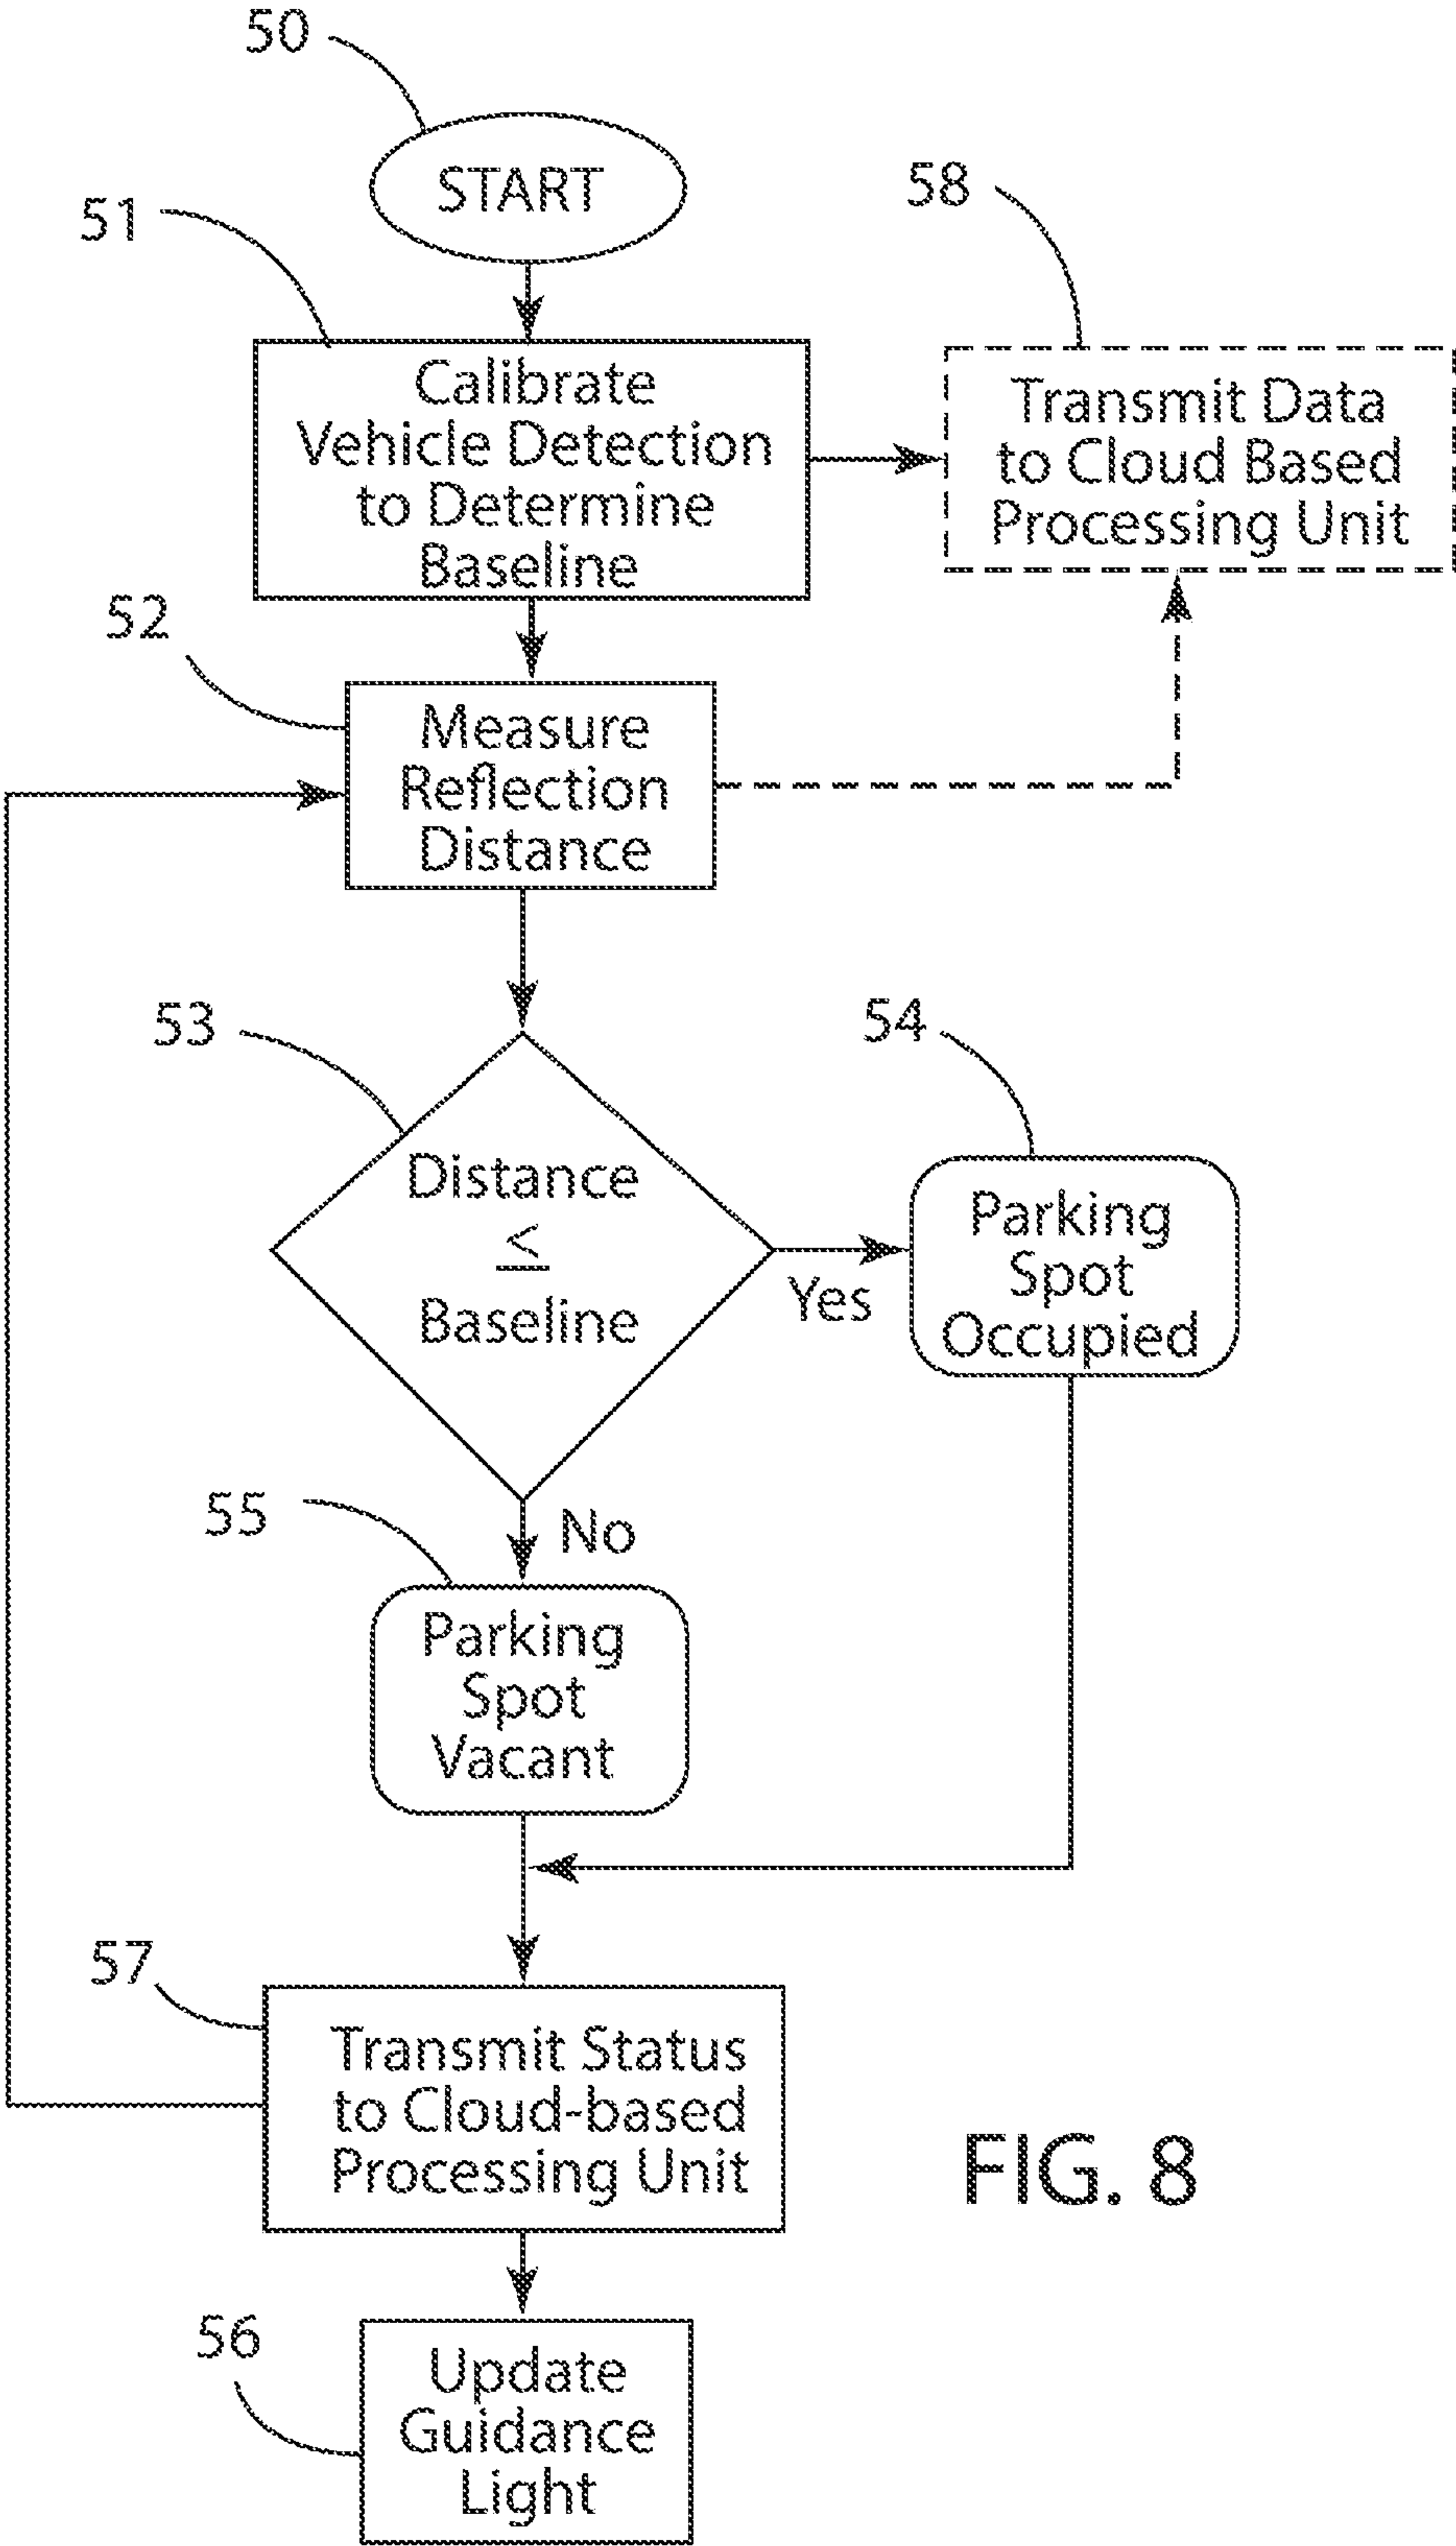 50
START
51
58
Calibrate
Vehicle Detection
to Determine
Baseline
Transmit Data
to Cloud Based
Processing Unit
52
Measure
Reflection
Distance
53
54
Distance
≤
Baseline
Yes
Parking
Spot
Occupied
55
No
Parking
Spot
Vacant
57
Transmit Status
to Cloud-based
Processing Unit
FIG. 8
56
Update
Guidance
Light